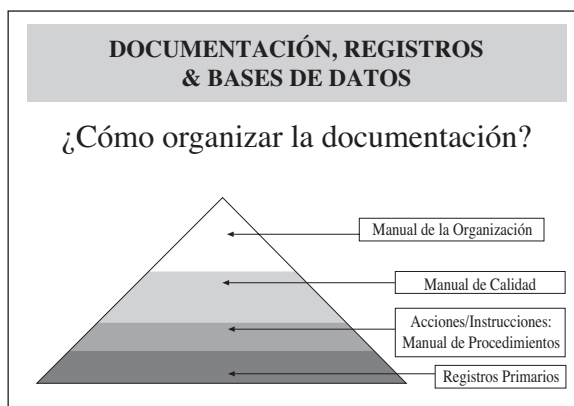 DOCUMENTACIÓN, REGISTROS
& BASES DE DATOS
¿Cómo organizar la documentación?
Manual de la Organización
Manual de Calidad
Acciones/Instrucciones:
Manual de Procedimientos
Registros Primarios